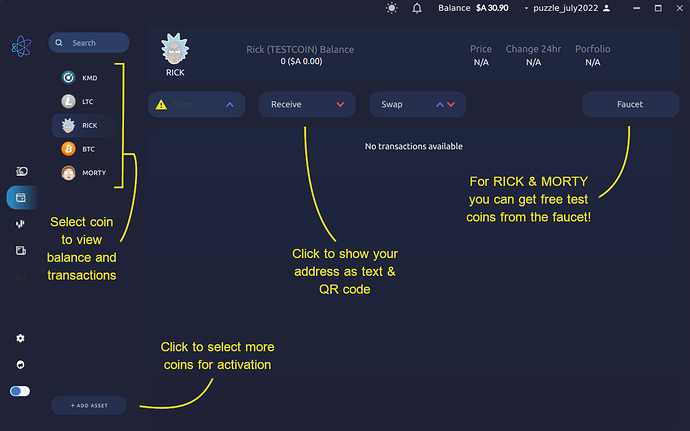 Balance $A 30.90
puzzle_july2022
Search
KMD
LTC
RICK
BTC
MORTY
RICK
Rick (TESTCOIN) Balance
0 ($A 0.00)
Price
N/A
Change 24hr
N/A
Porfolio
N/A
Send
Receive
Swap
Faucet
No transactions available
Select coin
to view
balance and
transactions
Click to show your
address as text &
QR code
For RICK & MORTY
you can get free test
coins from the faucet!
Click to select more
coins for activation
+ ADD ASSET